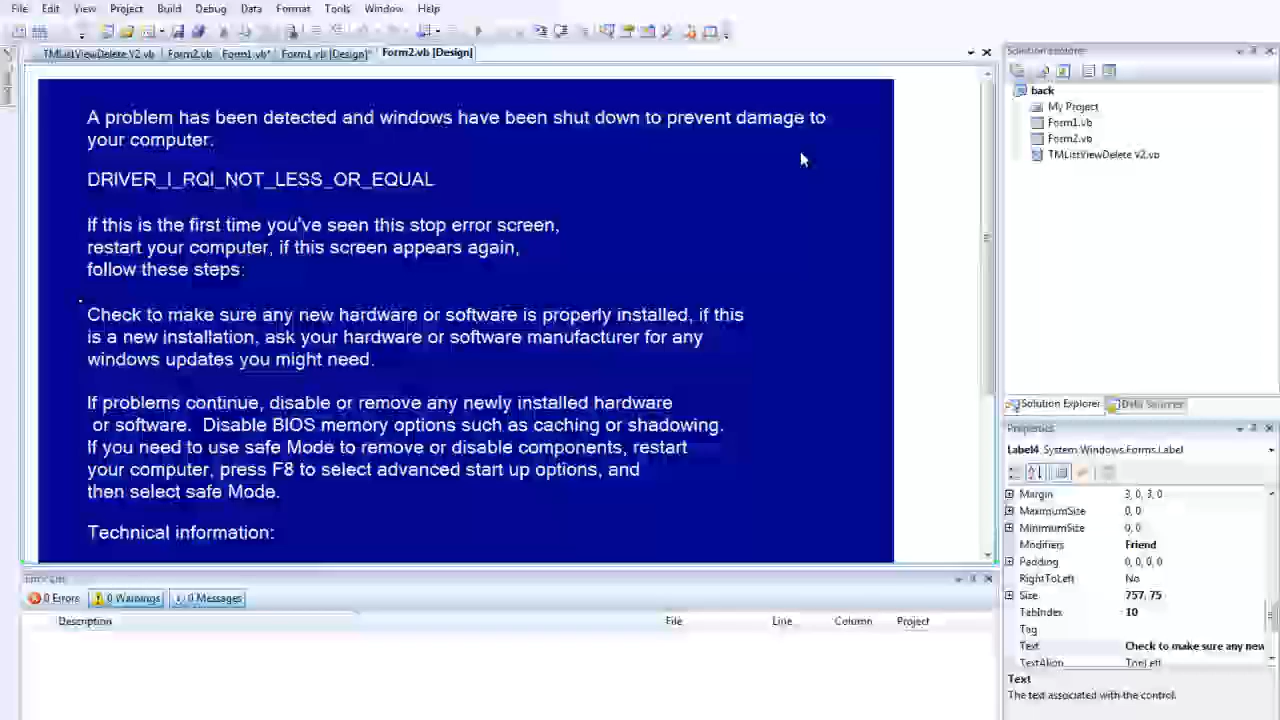 File Edit View Project Build Debug Data Format Tools Window Help
TMListViewDelete V2.vb Form2.vb Form1.vb* Form1.vb [Design]* Form2.vb [Design]
Solution Explorer
back
My Project
Form1.vb
Form2.vb
TMListViewDelete V2.vb
A problem has been detected and windows have been shut down to prevent damage to
your computer.
DRIVER_I_RQI_NOT_LESS_OR_EQUAL
If this is the first time you've seen this stop error screen,
restart your computer, if this screen appears again,
follow these steps:
Check to make sure any new hardware or software is properly installed, if this
is a new installation, ask your hardware or software manufacturer for any
windows updates you might need.
If problems continue, disable or remove any newly installed hardware
or software. Disable BIOS memory options such as caching or shadowing.
If you need to use safe Mode to remove or disable components, restart
your computer, press F8 to select advanced start up options, and
then select safe Mode.
Technical information:
Solution Explorer Data Sources
Properties
Label4 System.Windows.Forms.Label
Margin 3, 0, 3, 0
MaximumSize 0, 0
MinimumSize 0, 0
Modifiers Friend
Padding 0, 0, 0, 0
RightToLeft No
Size 757, 75
TabIndex 10
Tag
Text Check to make sure any new
TextAlign TopLeft
Text
The text associated with the control.
Error List
0 Errors 0 Warnings 0 Messages
Description File Line Column Project